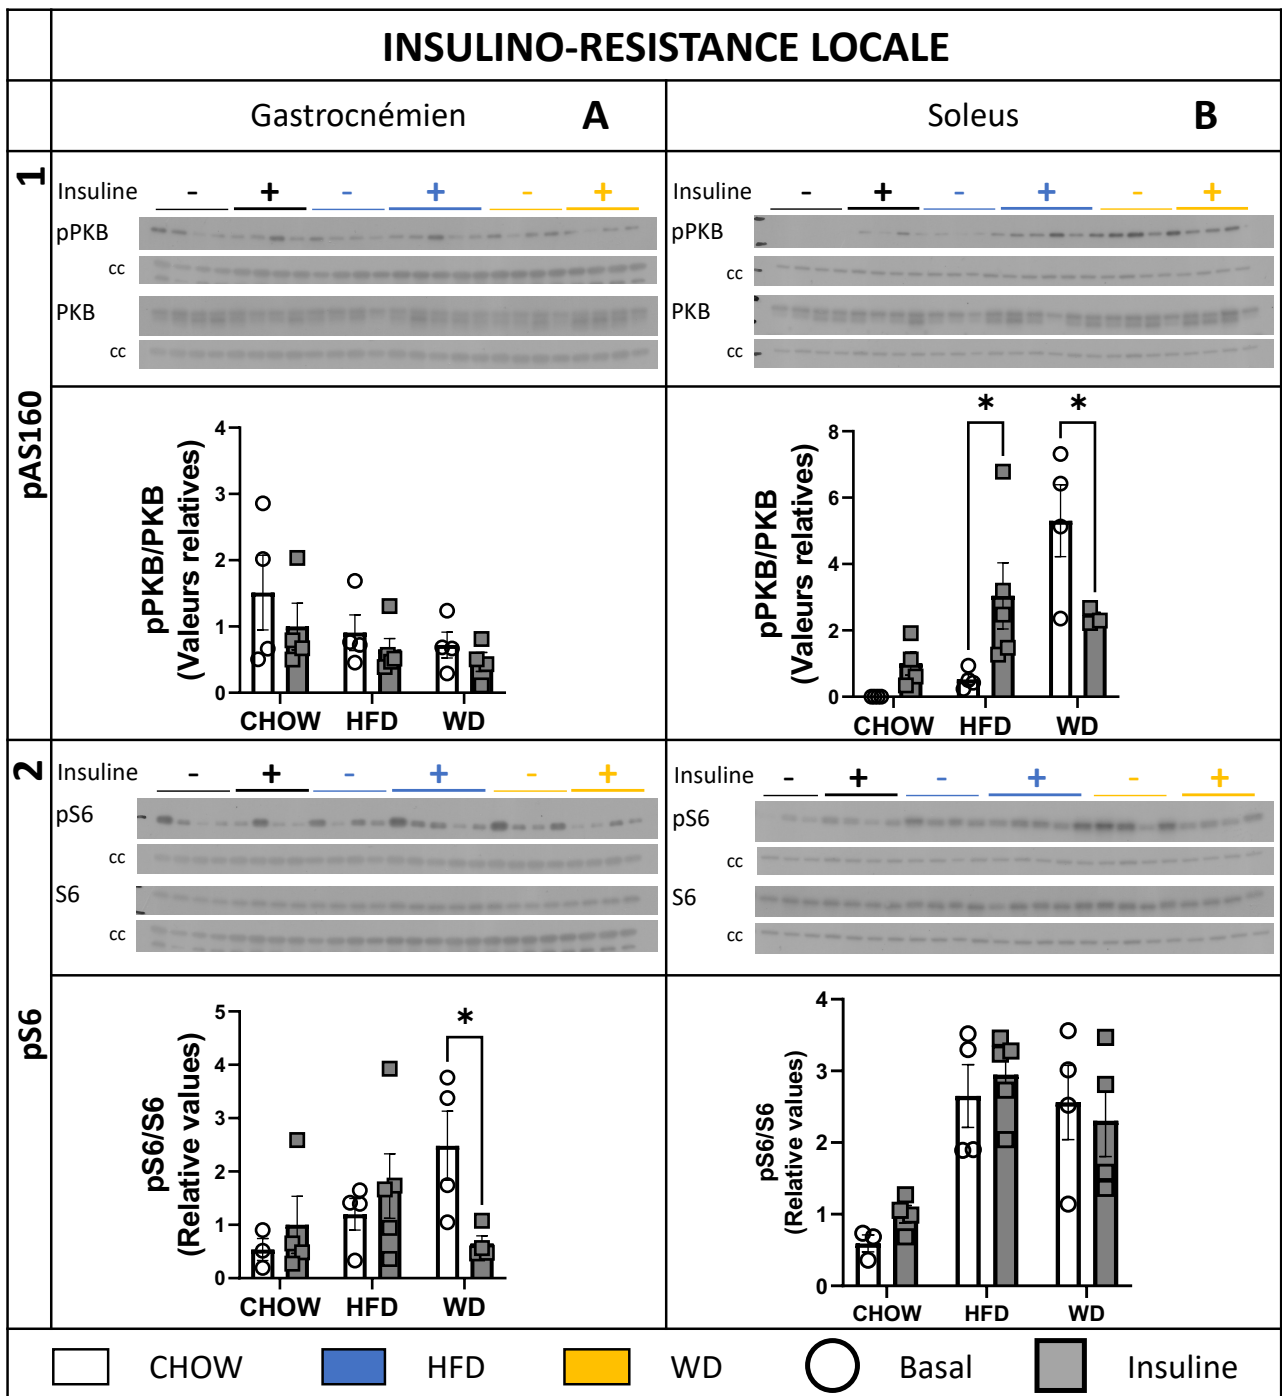 INSULINO-RESISTANCE LOCALE
Gastrocnémien A
Soleus B
1
pAS160
Insuline - + - + - +
pPKB
cc
PKB
cc
Insuline - + - + - +
pPKB
cc
PKB
cc
pPKB/PKB
(Valeurs relatives)
4
3
2
1
0
CHOW HFD WD
pPKB/PKB
(Valeurs relatives)
8
6
4
2
0
* *
CHOW HFD WD
2
pS6
Insuline - + - + - +
pS6
cc
S6
cc
Insuline - + - + - +
pS6
cc
S6
cc
pS6/S6
(Relative values)
5
4
3
2
1
0
*
CHOW HFD WD
pS6/S6
(Relative values)
4
3
2
1
0
CHOW HFD WD
CHOW HFD WD Basal Insuline